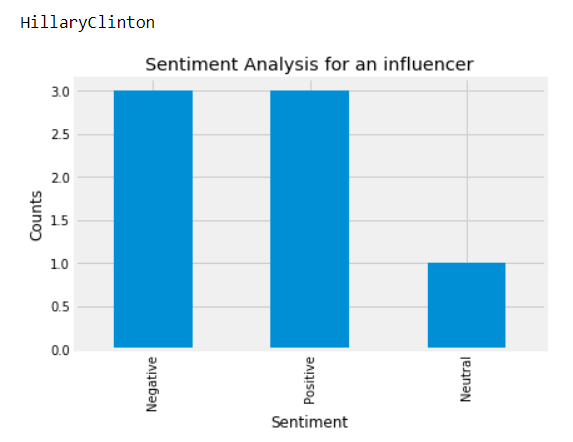 HillaryClinton
Sentiment Analysis for an influencer
3.0
2.5
2.0
1.5
1.0
0.5
0.0
Counts
Negative
Positive
Neutral
Sentiment